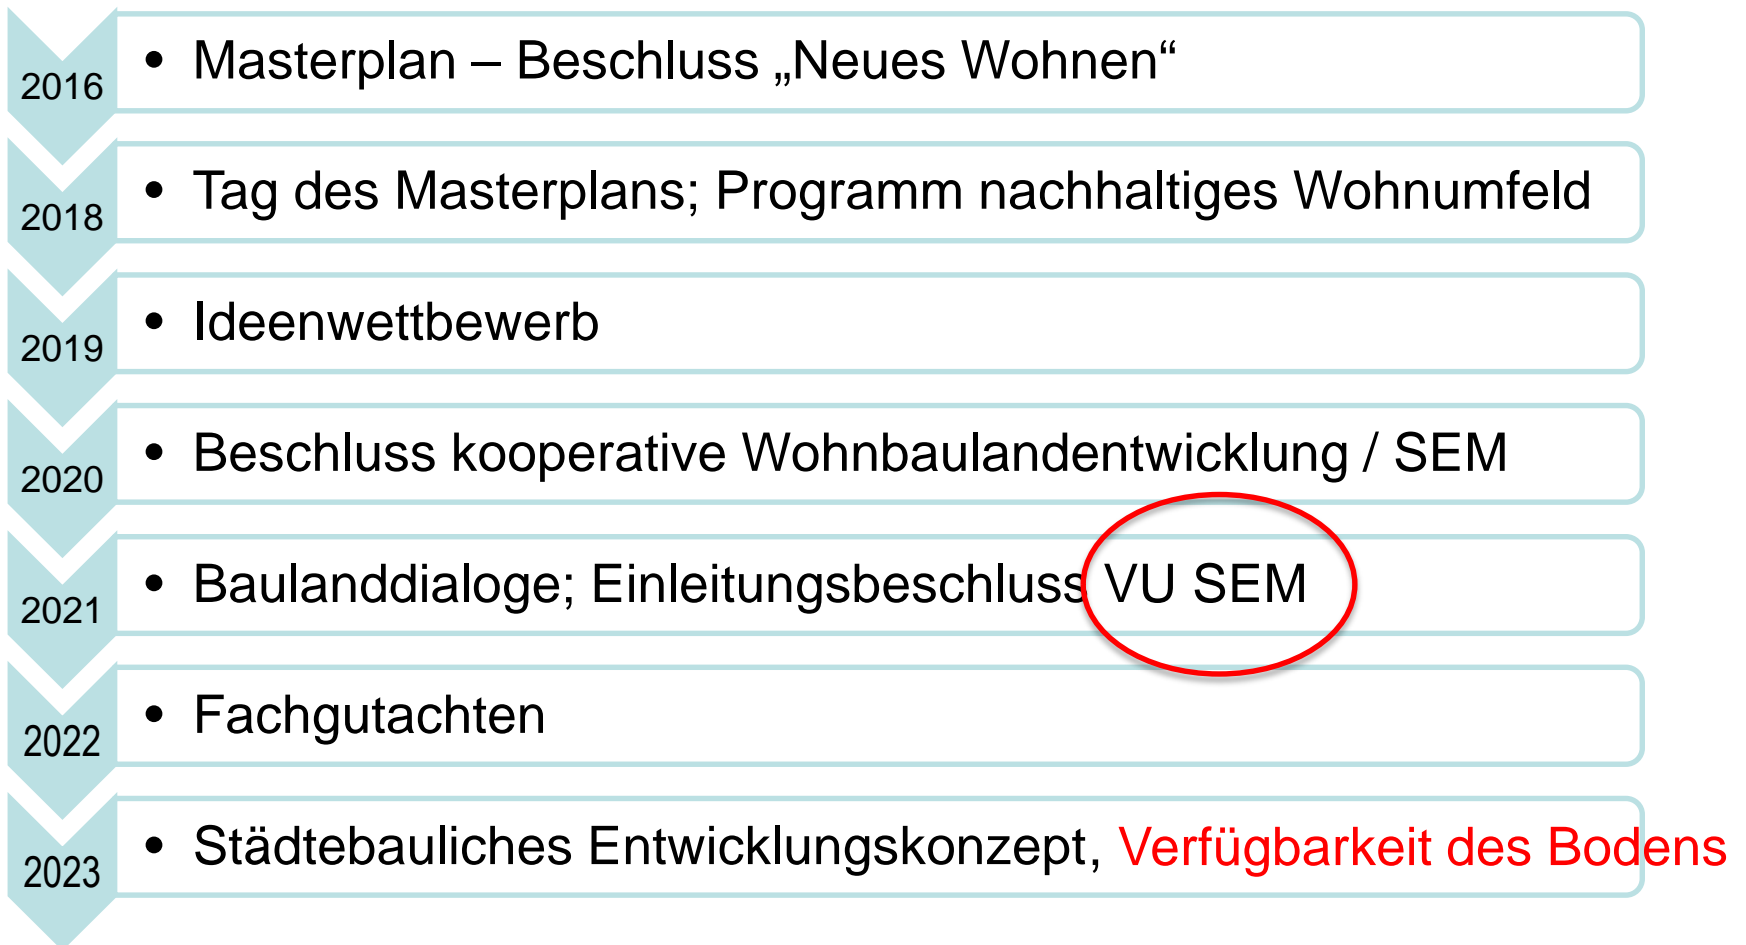 2016
• Masterplan – Beschluss „Neues Wohnen“
2018
• Tag des Masterplans; Programm nachhaltiges Wohnumfeld
2019
• Ideenwettbewerb
2020
• Beschluss kooperative Wohnbaulandentwicklung / SEM
2021
• Baulanddialoge; Einleitungsbeschluss VU SEM
2022
• Fachgutachten
2023
• Städtebauliches Entwicklungskonzept, Verfügbarkeit des Bodens